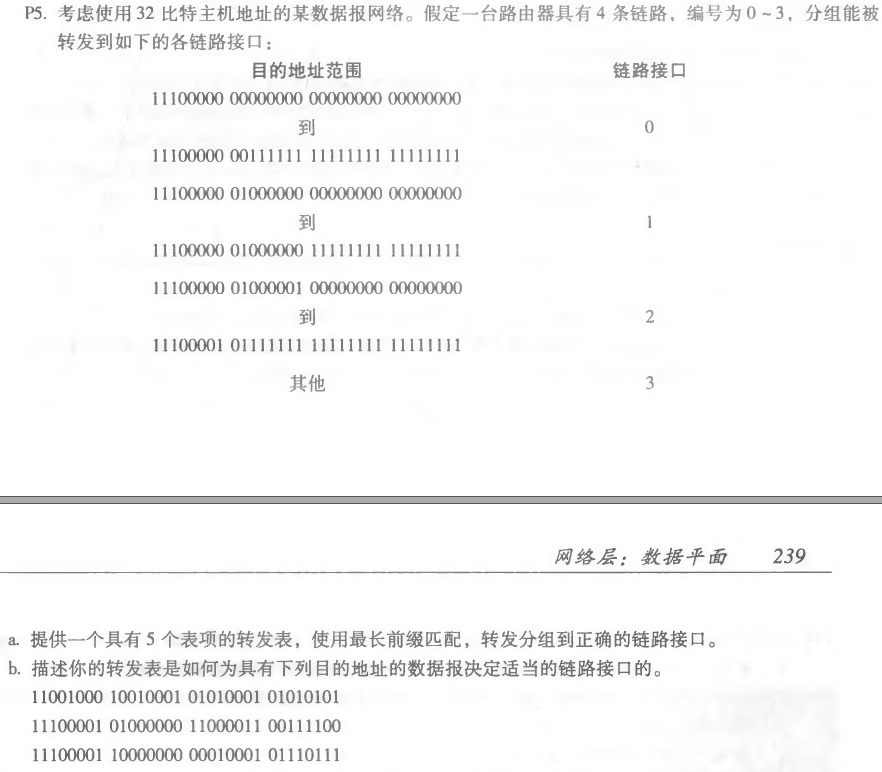 P5. 考虑使用 32 比特主机地址的某数据报网络。假定一台路由器具有 4 条链路，编号为 0 ~ 3，分组能被
转发到如下的各链路接口：
目的地址范围 链路接口
11100000 00000000 00000000 00000000
到 0
11100000 00111111 11111111 11111111
11100000 01000000 00000000 00000000
到 1
11100000 01000000 11111111 11111111
11100000 01000001 00000000 00000000
到 2
11100001 01111111 11111111 11111111
其他 3
网络层：数据平面 239
a. 提供一个具有 5 个表项的转发表，使用最长前缀匹配，转发分组到正确的链路接口。
b. 描述你的转发表是如何为具有下列目的地址的数据报决定适当的链路接口的。
11001000 10010001 01010001 01010101
11100001 01000000 11000011 00111100
11100001 10000000 00010001 01110111